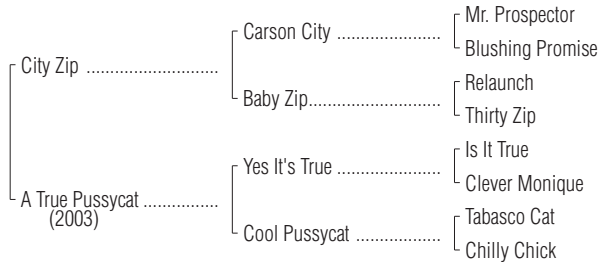 Mr. Prospector
Carson City ..................
Blushing Promise
City Zip .......................
Relaunch
Baby Zip.......................
Thirty Zip
Is It True
Yes It's True ..................
Clever Monique
A True Pussycat .............
(2003)
Tabasco Cat
Cool Pussycat ...............
Chilly Chick